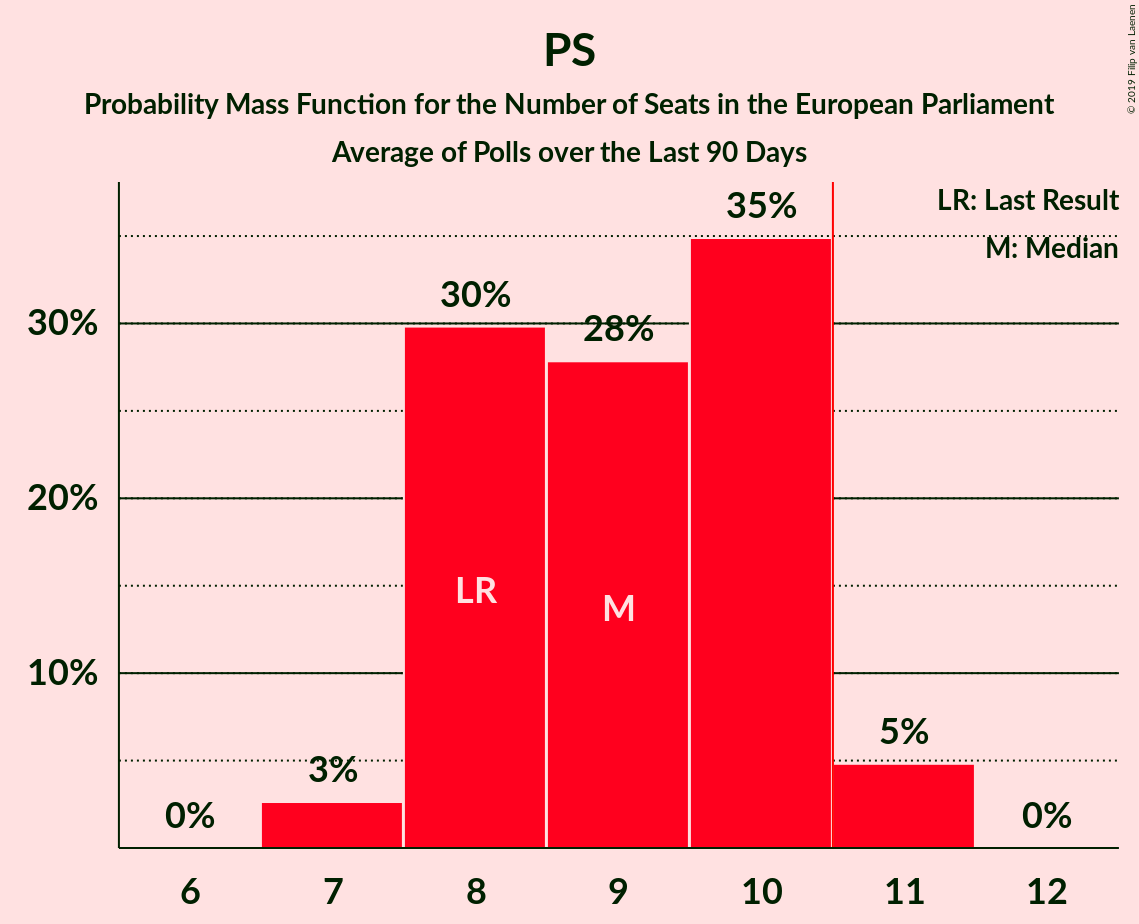 PS
Probability Mass Function for the Number of Seats in the European Parliament
Average of Polls over the Last 90 Days
© 2019 Filip van Laenen
LR: Last Result
M: Median
35%
30%
28%
30%
20%
10%
LR
M
5%
3%
0%
0%
6 7 8 9 10 11 12